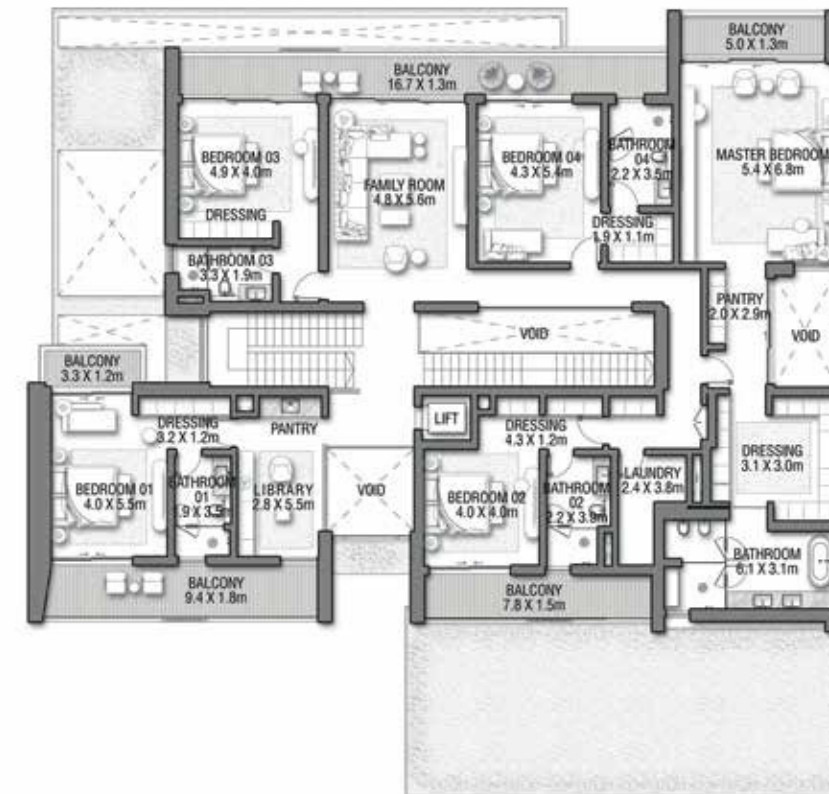 BALCONY
5.0 X 1.3m
BALCONY
16.7 X 1.3m
BEDROOM 03
4.9 X 4.0m
FAMILY ROOM
4.8 X 5.6m
BEDROOM 04
4.3 X 5.4m
BATHROOM
04
2.2 X 3.5m
MASTER BEDROOM
5.4 X 6.8m
DRESSING
DRESSING
1.9 X 1.1m
BATHROOM 03
3.3 X 1.9m
PANTRY
2.0 X 2.9m
VOID
VOID
BALCONY
3.3 X 1.2m
DRESSING
3.2 X 1.2m
PANTRY
LIFT
DRESSING
4.3 X 1.2m
DRESSING
3.1 X 3.0m
BEDROOM 01
4.0 X 5.5m
BATHROOM
01
1.9 X 3.5m
LIBRARY
2.8 X 5.5m
VOID
BEDROOM 02
4.0 X 4.0m
BATHROOM
02
2.2 X 3.9m
LAUNDRY
2.4 X 3.8m
BATHROOM
6.1 X 3.1m
BALCONY
9.4 X 1.8m
BALCONY
7.8 X 1.5m